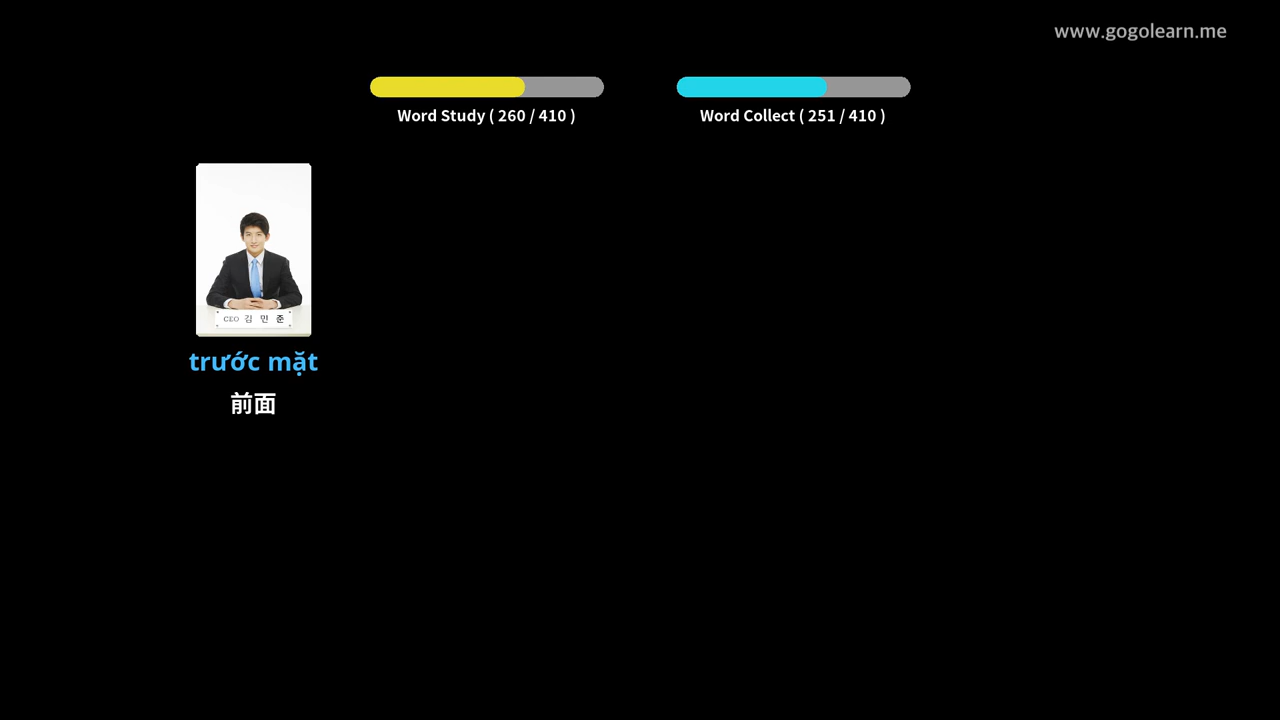 www.gogolearn.me
Word Study ( 260 / 410 )
Word Collect ( 251 / 410 )
CEO 김 민 준
trước mặt
前面